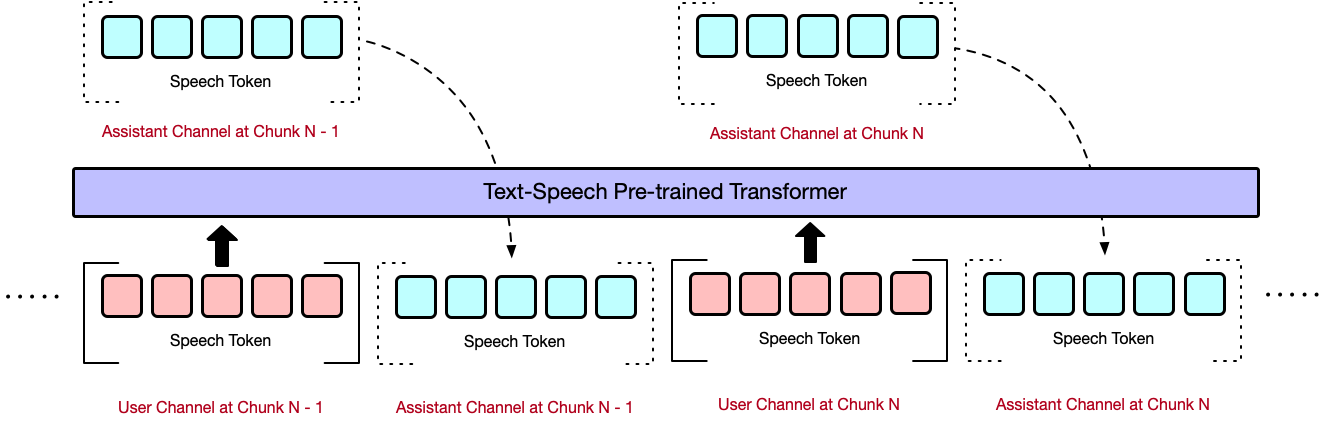 Speech Token
Speech Token
Assistant Channel at Chunk N - 1
Assistant Channel at Chunk N
Text-Speech Pre-trained Transformer
Speech Token
Speech Token
Speech Token
Speech Token
User Channel at Chunk N - 1
Assistant Channel at Chunk N - 1
User Channel at Chunk N
Assistant Channel at Chunk N